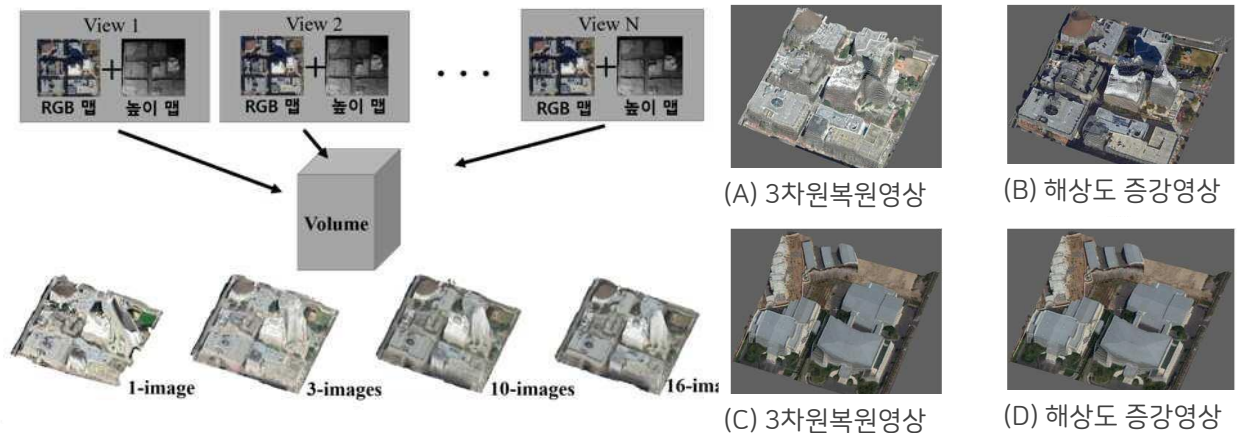 View 1
RGB 맵 + 높이 맵
View 2
RGB 맵 + 높이 맵
• • •
View N
RGB 맵 + 높이 맵
Volume
1-image
3-images
10-images
16-ima
(A) 3차원복원영상
(B) 해상도 증강영상
(C) 3차원복원영상
(D) 해상도 증강영상